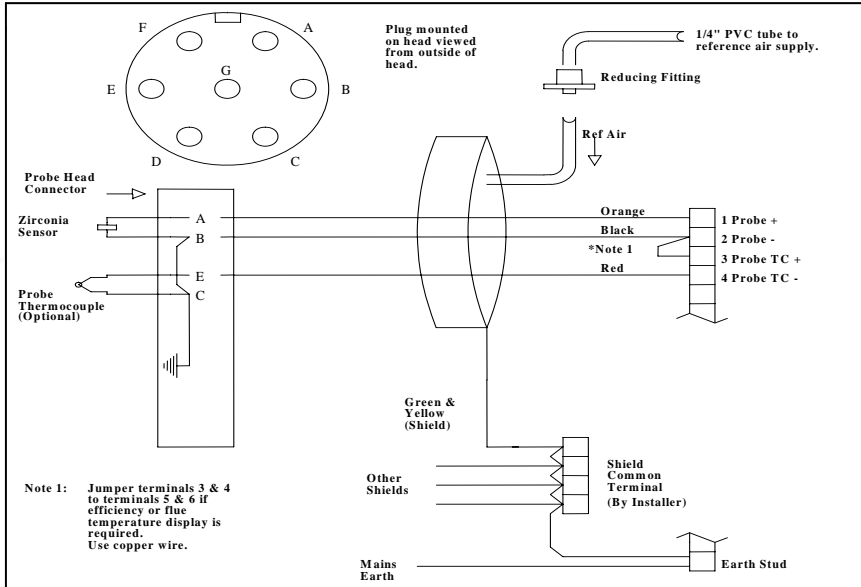 F
A
G
E
B
D
C
Plug mounted
on head viewed
from outside of
head.
1/4" PVC tube to
reference air supply.
Reducing Fitting
Ref Air
Probe Head
Connector
Zirconia
Sensor
A
B
E
C
Probe
Thermocouple
(Optional)
Orange
Black
*Note 1
Red
1 Probe +
2 Probe -
3 Probe TC +
4 Probe TC -
Green &
Yellow
(Shield)
Other
Shields
Shield
Common
Terminal
(By Installer)
Note 1: Jumper terminals 3 & 4
to terminals 5 & 6 if
efficiency or flue
temperature display is
required.
Use copper wire.
Mains
Earth
Earth Stud